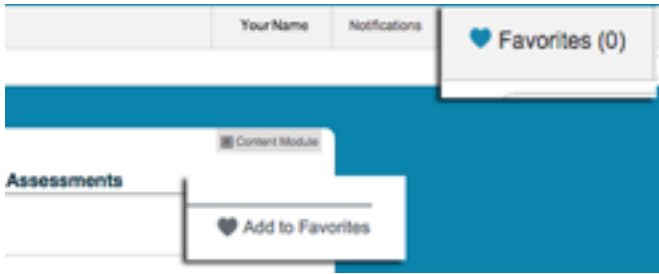 Your Name
Notifications
Favorites (0)
Content Module
Assessments
Add to Favorites